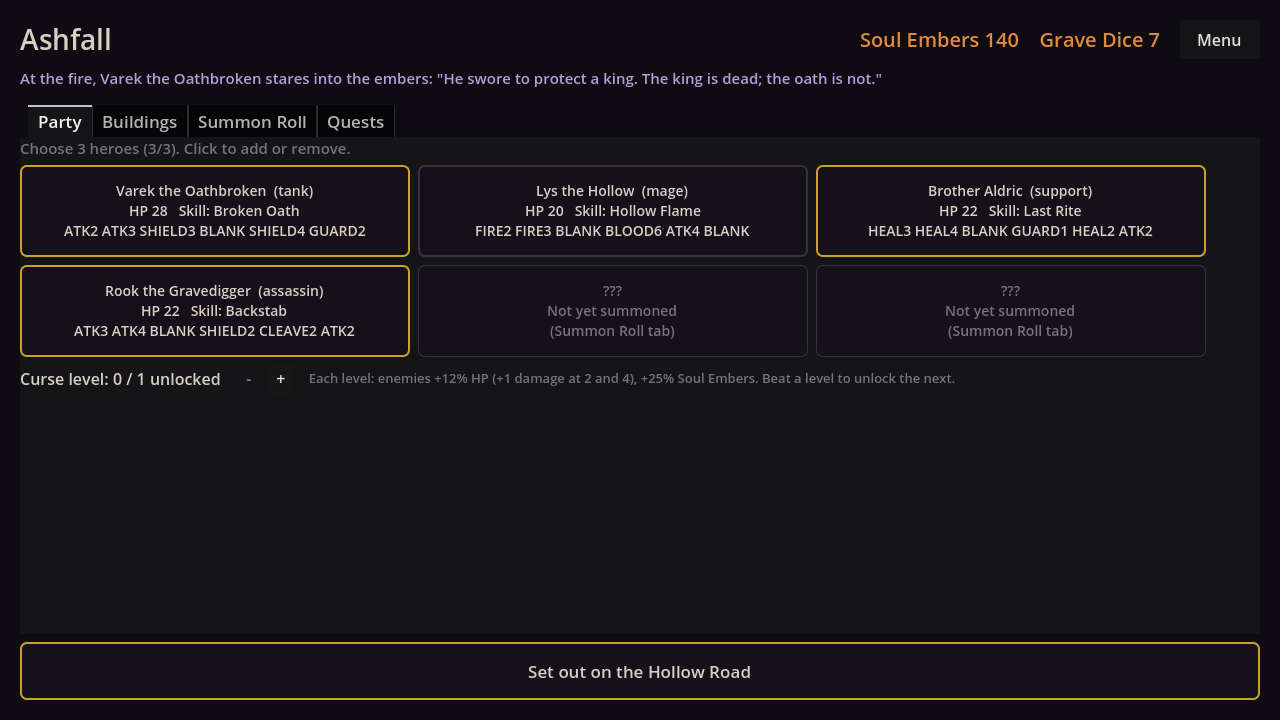 Ashfall
Soul Embers 140
Grave Dice 7
Menu
At the fire, Varek the Oathbroken stares into the embers: "He swore to protect a king. The king is dead; the oath is not."
Party
Buildings
Summon Roll
Quests
Choose 3 heroes (3/3). Click to add or remove.
Varek the Oathbroken (tank)
HP 28 Skill: Broken Oath
ATK2 ATK3 SHIELD3 BLANK SHIELD4 GUARD2
Lys the Hollow (mage)
HP 20 Skill: Hollow Flame
FIRE2 FIRE3 BLANK BLOOD6 ATK4 BLANK
Brother Aldric (support)
HP 22 Skill: Last Rite
HEAL3 HEAL4 BLANK GUARD1 HEAL2 ATK2
Rook the Gravedigger (assassin)
HP 22 Skill: Backstab
ATK3 ATK4 BLANK SHIELD2 CLEAVE2 ATK2
???
Not yet summoned
(Summon Roll tab)
???
Not yet summoned
(Summon Roll tab)
Curse level: 0 / 1 unlocked
-
+
Each level: enemies +12% HP (+1 damage at 2 and 4), +25% Soul Embers. Beat a level to unlock the next.
Set out on the Hollow Road